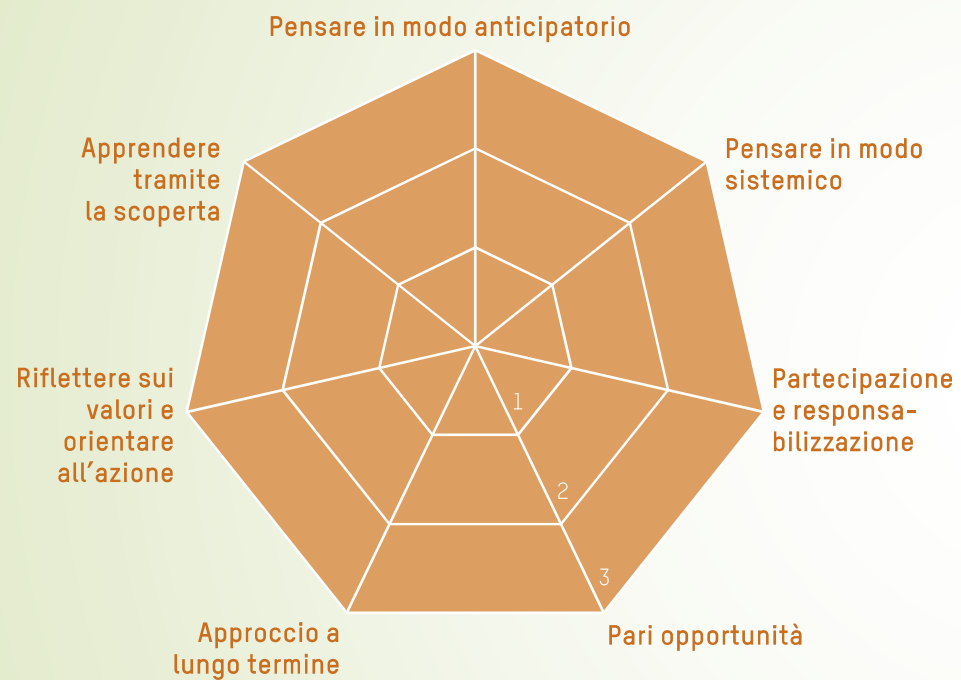 Pensare in modo anticipatorio
Apprendere
tramite
la scoperta
Pensare in modo
sistemico
Riflettere sui
valori e
orientare
all'azione
Partecipazione
e responsa-
bilizzazione
1
2
3
Approccio a
lungo termine
Pari opportunità